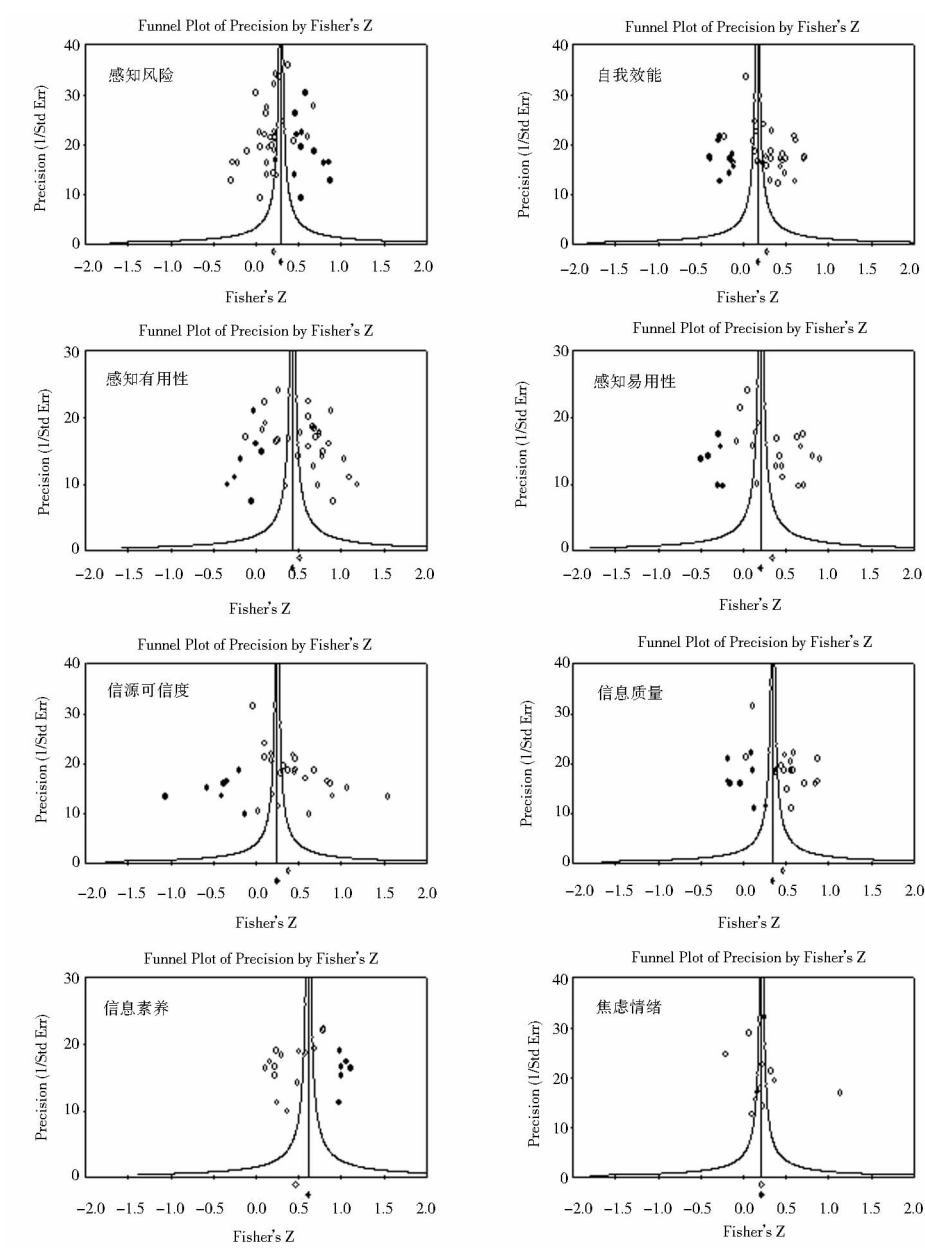 Funnel Plot of Precision by Fisher's Z
40
30
20
10
0
Precision (1/Std Err)
感知风险
-2.0 -1.5 -0.5 0.0 0.5 0.5 1.5 2.0
Fisher's Z
Funnel Plot of Precision by Fisher's Z
40
30
20
10
0
Precision (1/Std Err)
自我效能
-2.0 -1.5 -0.5 0.0 0.5 0.5 1.5 2.0
Fisher's Z
Funnel Plot of Precision by Fisher's Z
30
20
10
0
Precision (1/Std Err)
感知有用性
-2.0 -1.5 -0.5 0.0 0.5 1.0 1.5 2.0
Fisher's Z
Funnel Plot of Precision by Fisher's Z
30
20
10
0
Precision (1/Std Err)
感知易用性
-2.0 -1.5 -0.5 0.0 0.5 1.0 1.5 2.0
Fisher's Z
Funnel Plot of Precision by Fisher's Z
40
30
20
10
0
Precision (1/Std Err)
信源可信度
-2.0 -1.0 -0.5 0.0 0.5 1.0 1.5 2.0
Fisher's Z
Funnel Plot of Precision by Fisher's Z
40
30
20
10
0
Precision (1/Std Err)
信息质量
-2.0 -1.5 -0.5 0.0 0.5 1.0 1.5 2.0
Fisher's Z
Funnel Plot of Precision by Fisher's Z
30
20
10
0
Precision (1/Std Err)
信息素养
-2.0 -1.0 -0.5 0.0 0.5 1.0 1.5 2.0
Fisher's Z
Funnel Plot of Precision by Fisher's Z
40
30
20
10
0
Precision (1/Std Err)
焦虑情绪
-2.0 -1.5 -0.5 0.0 0.5 1.0 1.5 2.0
Fisher's Z